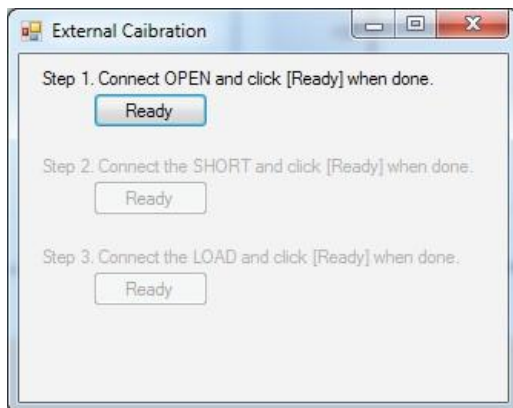 External Caibration
Step 1. Connect OPEN and click [Ready] when done.
Ready
Step 2. Connect the SHORT and click [Ready] when done.
Ready
Step 3. Connect the LOAD and click [Ready] when done.
Ready